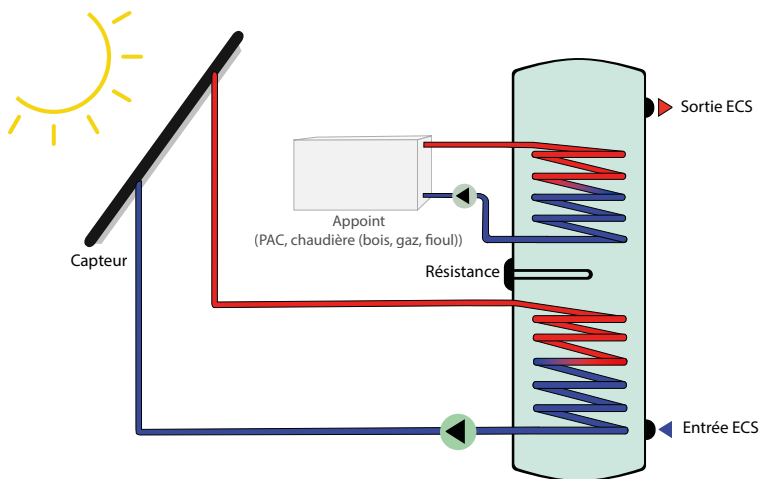 Sortie ECS
Appoint
(PAC, chaudière (bois, gaz, fioul))
Capteur
Résistance
Entrée ECS